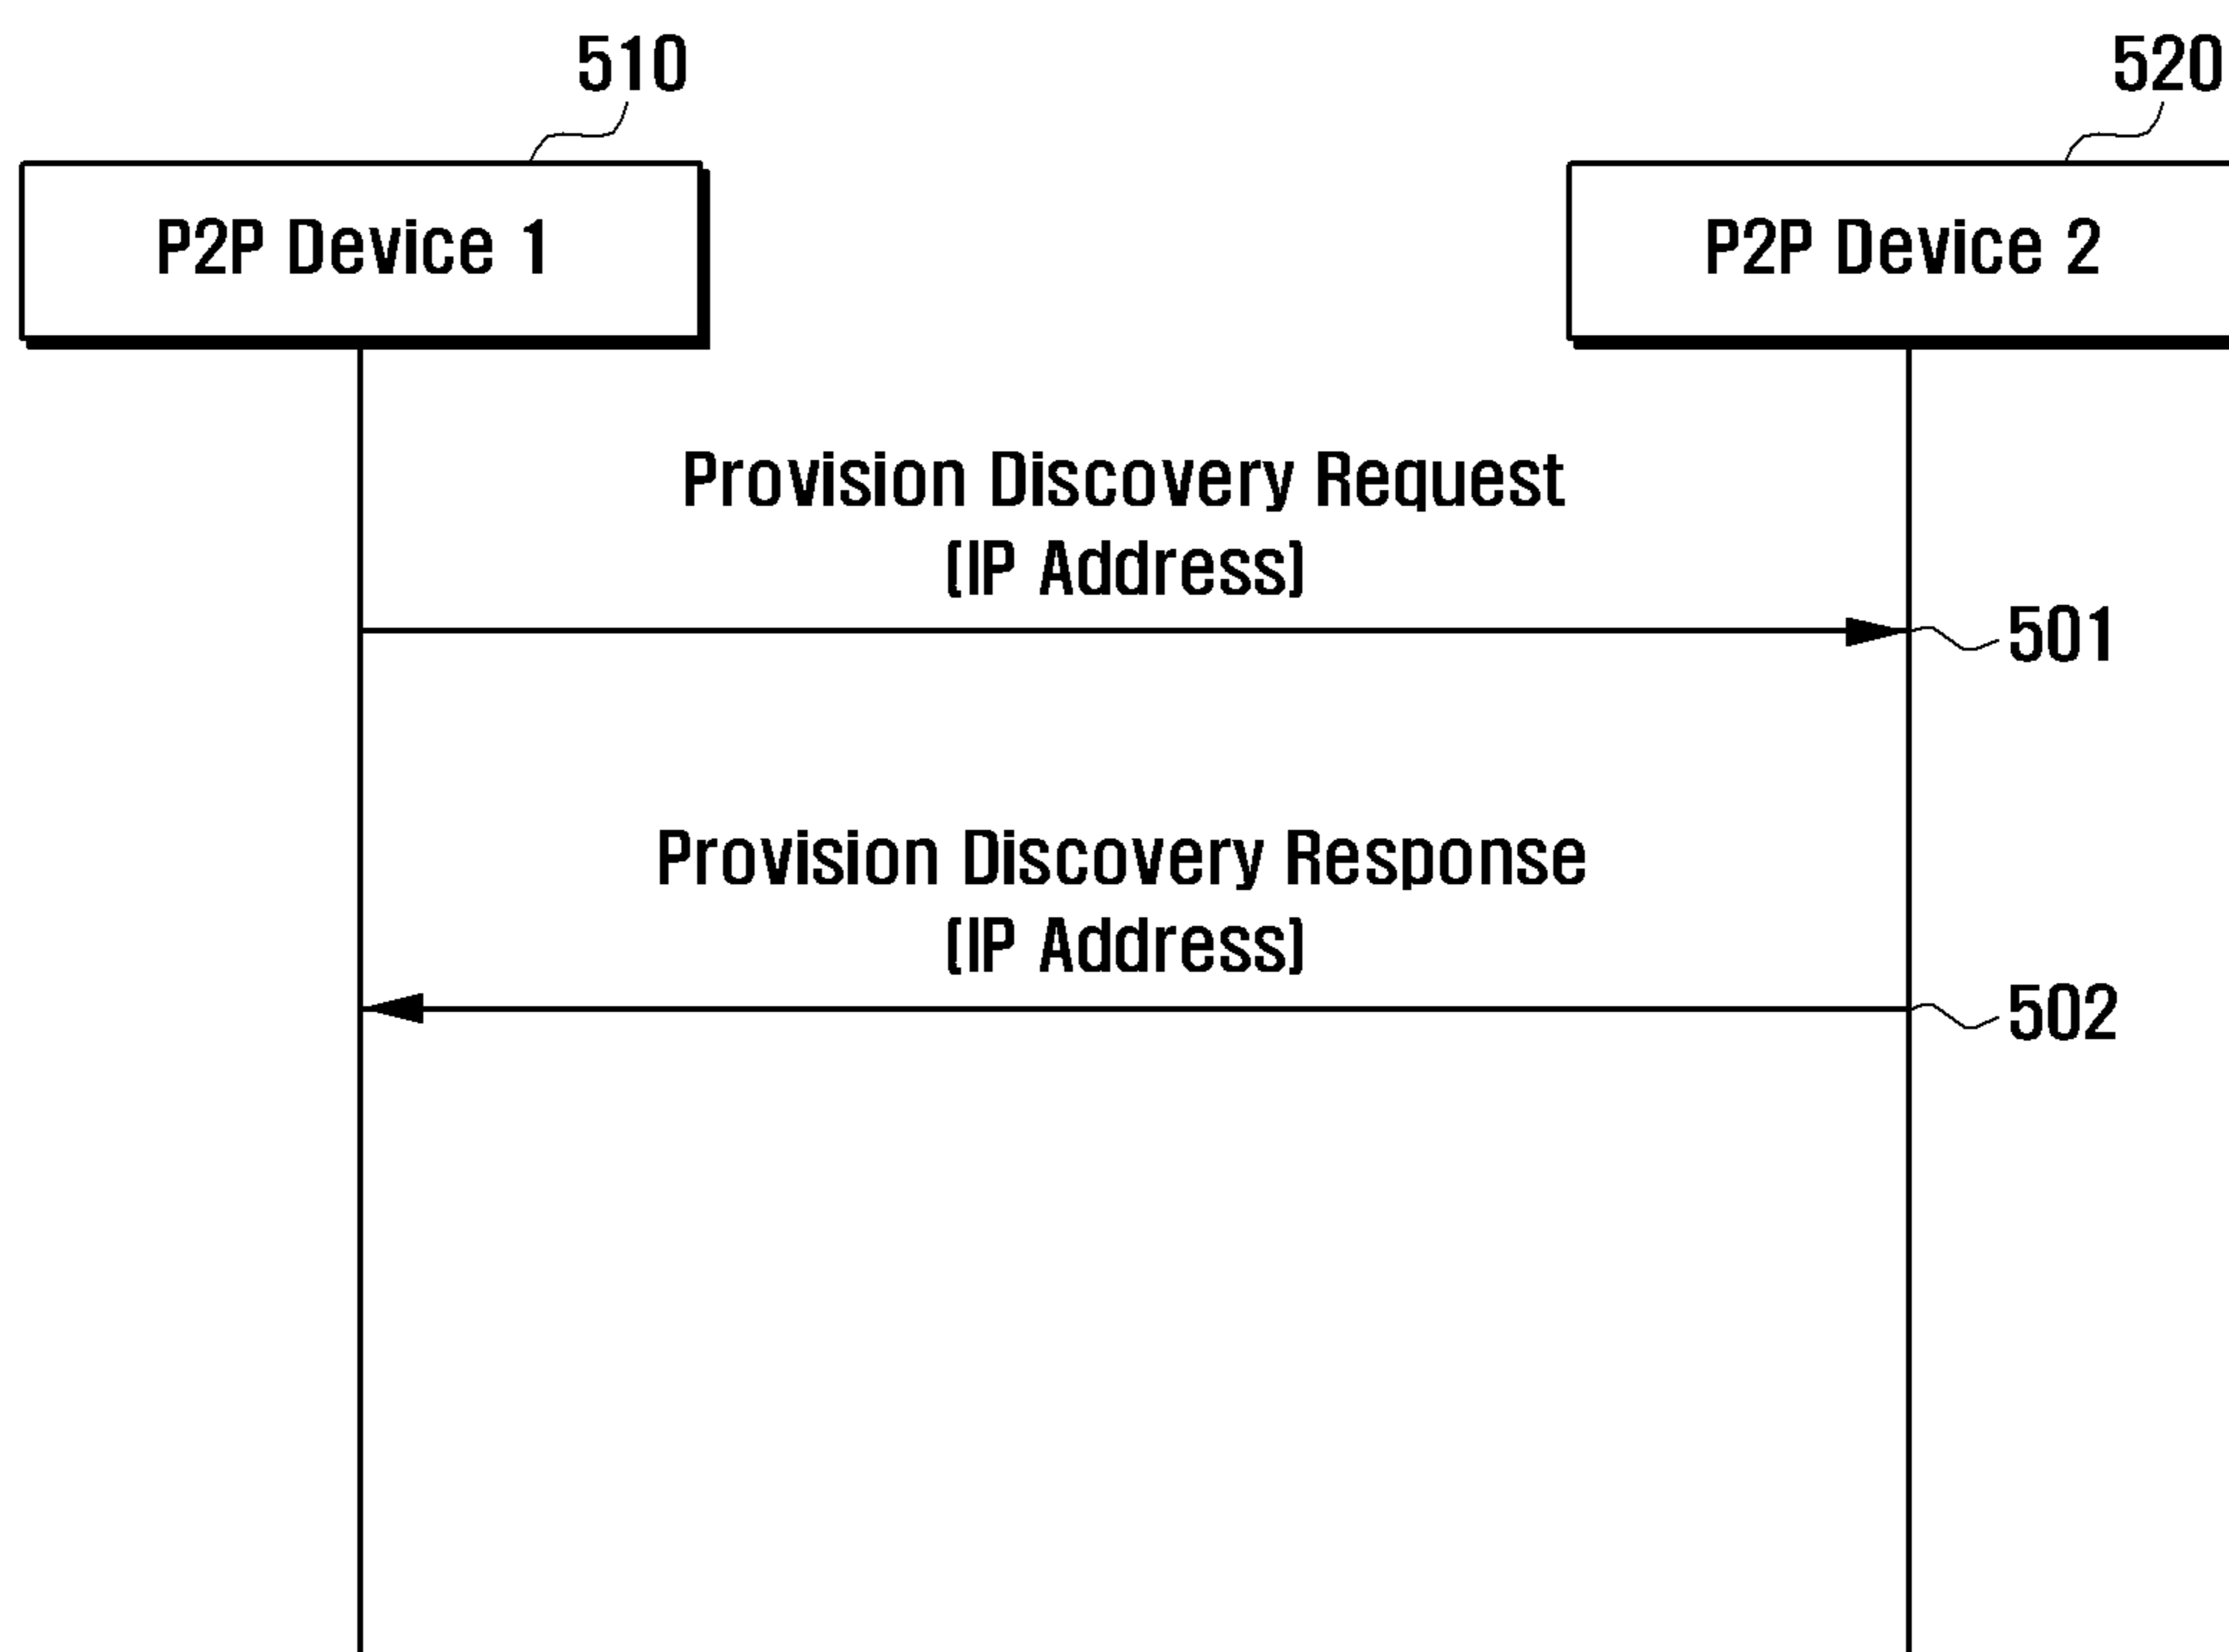 510
520
P2P Device 1
P2P Device 2
Provision Discovery Request
(IP Address)
501
Provision Discovery Response
(IP Address)
502